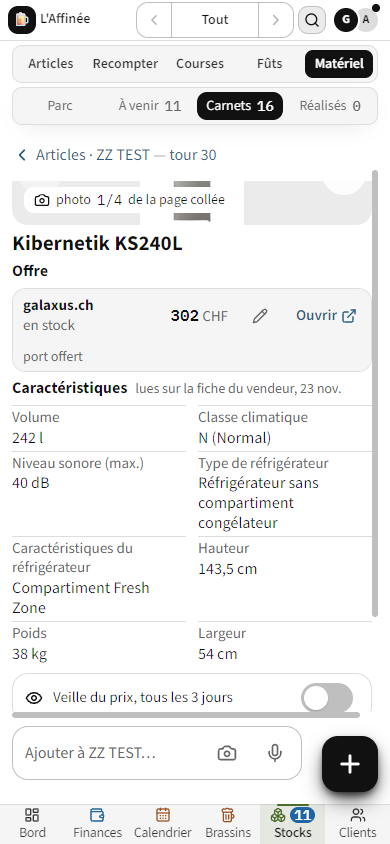 L'Affinée
Tout
G
A
Articles
Recompter
Courses
Fûts
Matériel
Parc
À venir 11
Carnets 16
Réalisés 0
Articles · ZZ TEST — tour 30
photo 1/4 de la page collée
Kibernetik KS240L
Offre
galaxus.ch
302 CHF
Ouvrir
en stock
port offert
Caractéristiques lues sur la fiche du vendeur, 23 nov.
Volume
242 l
Classe climatique
N (Normal)
Niveau sonore (max.)
40 dB
Type de réfrigérateur
Réfrigérateur sans
compartiment
congélateur
Caractéristiques du
réfrigérateur
Compartiment Fresh
Zone
Hauteur
143,5 cm
Poids
38 kg
Largeur
54 cm
Veille du prix, tous les 3 jours
Ajouter à ZZ TEST…
Bord
Finances
Calendrier
Brassins
11
Stocks
Clients